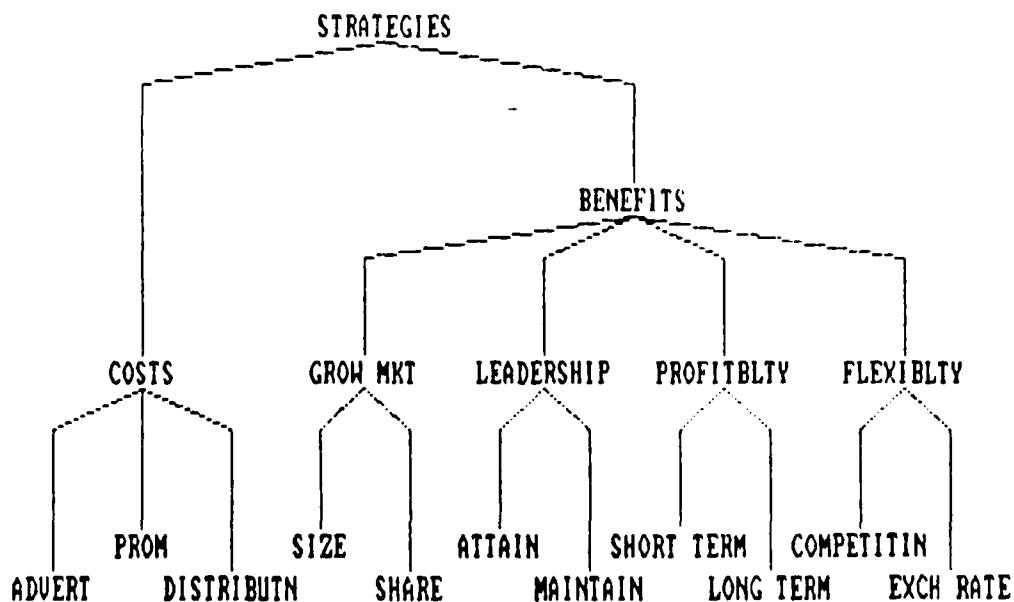 STRATEGIES
BENEFITS
COSTS GROW MKT LEADERSHIP PROFITBLTY FLEXIBLTY
PROM SIZE ATTAIN SHORT TERM COMPETITIN
ADVERT DISTRIBUTN SHARE MAINTAIN LONG TERM EXCH RATE